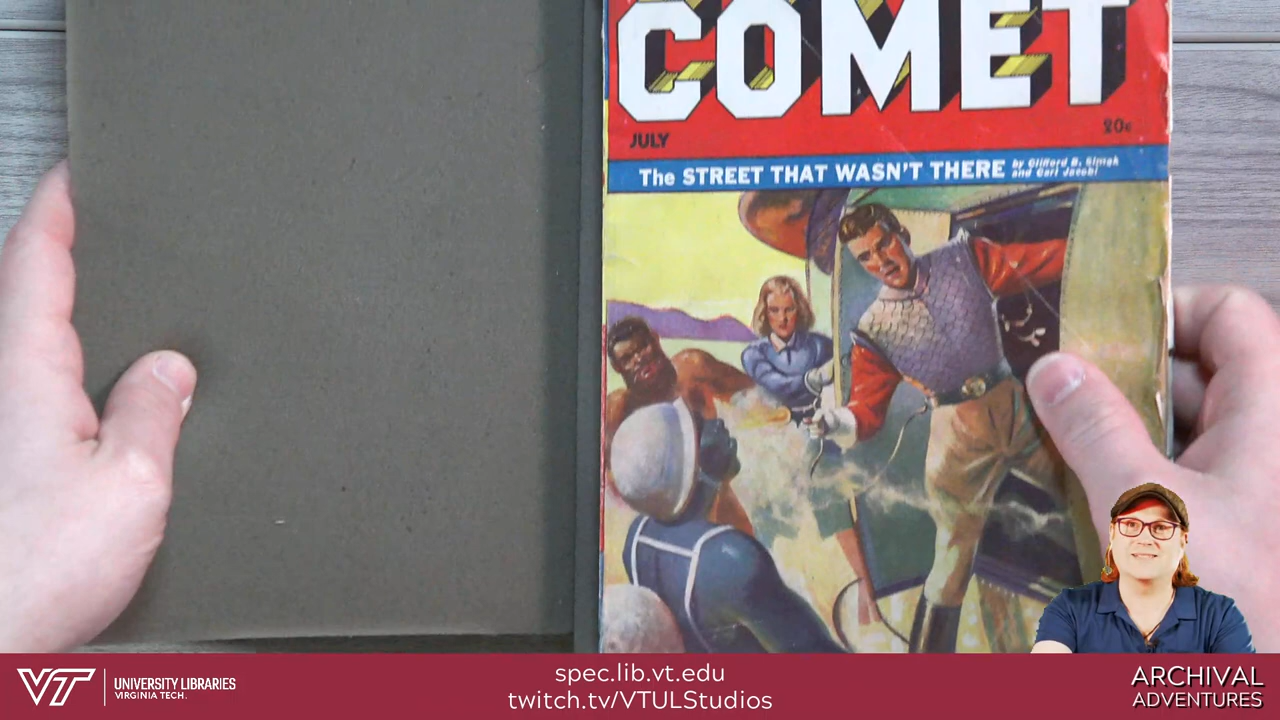 COMET
JULY
20¢
The STREET THAT WASN'T THERE by Clifford D. Simak
and Carl Jacobi
VT
UNIVERSITY LIBRARIES
VIRGINIA TECH.
spec.lib.vt.edu
twitch.tv/VTULStudios
ARCHIVAL
ADVENTURES